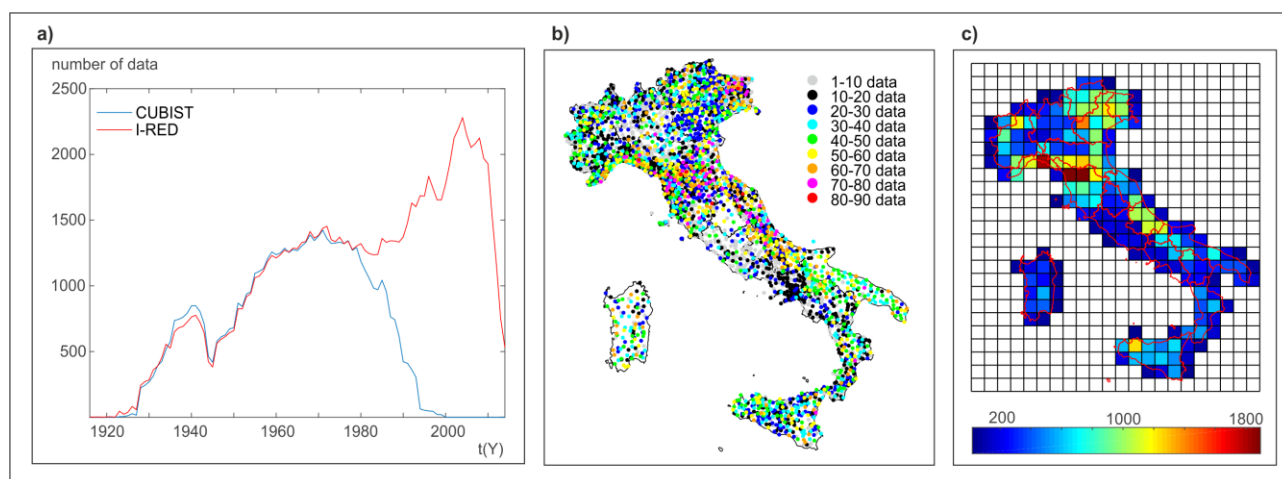 a)
number of data
2500
2000
1500
1000
500
CUBIST
I-RED
1920 1940 1960 1980 2000
t(Y)
b)
1-10 data
10-20 data
20-30 data
30-40 data
40-50 data
50-60 data
60-70 data
70-80 data
80-90 data
c)
200 1000 1800